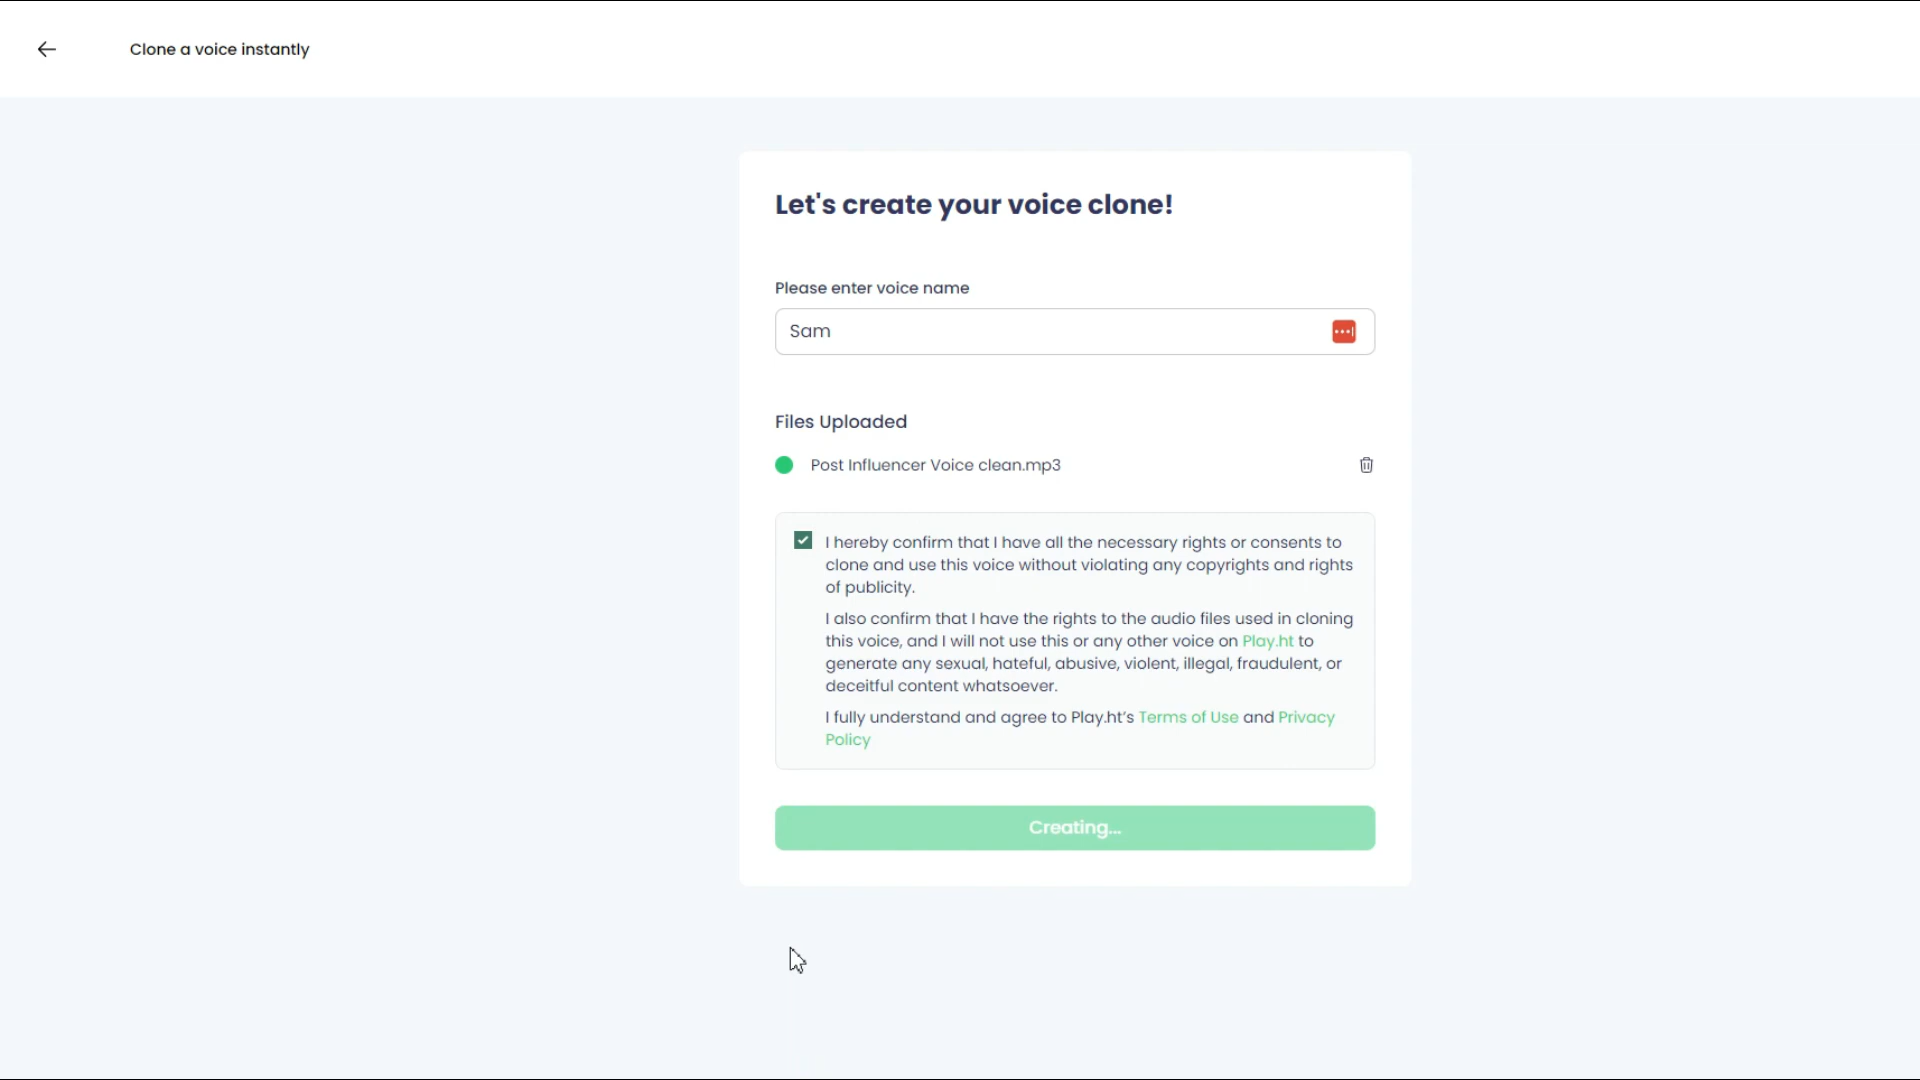 Clone a voice instantly
Let's create your voice clone!
Please enter voice name
Sam
Files Uploaded
Post Influencer Voice clean.mp3
I hereby confirm that I have all the necessary rights or consents to
clone and use this voice without violating any copyrights and rights
of publicity.
I also confirm that I have the rights to the audio files used in cloning
this voice, and I will not use this or any other voice on Play.ht to
generate any sexual, hateful, abusive, violent, illegal, fraudulent, or
deceitful content whatsoever.
I fully understand and agree to Play.ht’s Terms of Use and Privacy
Policy
Creating...